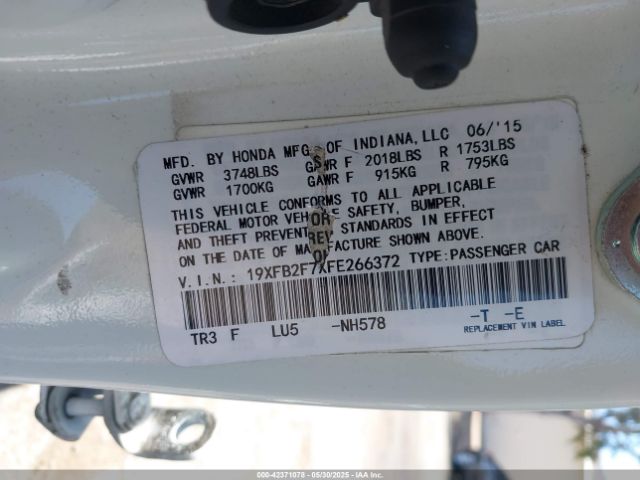 MFD. BY HONDA MFG. OF INDIANA,LLC 06/'15
GVWR 3748LBS GAWR F 2018LBS R 1753LBS
GVWR 1700KG GAWR F 915KG R 795KG
THIS VEHICLE CONFORMS TO ALL APPLICABLE
FEDERAL MOTOR VEHICLE SAFETY, BUMPER,
AND THEFT PREVENTION STANDARDS IN EFFECT
ON THE DATE OF MANUFACTURE SHOWN ABOVE.
V.I.N.: 19XFB2F7XFE266372 TYPE:PASSENGER CAR
TR3 F LU5 -NH578 -T -E
REPLACEMENT VIN LABEL
000-42371078 - 05/30/2025 - IAAI.com